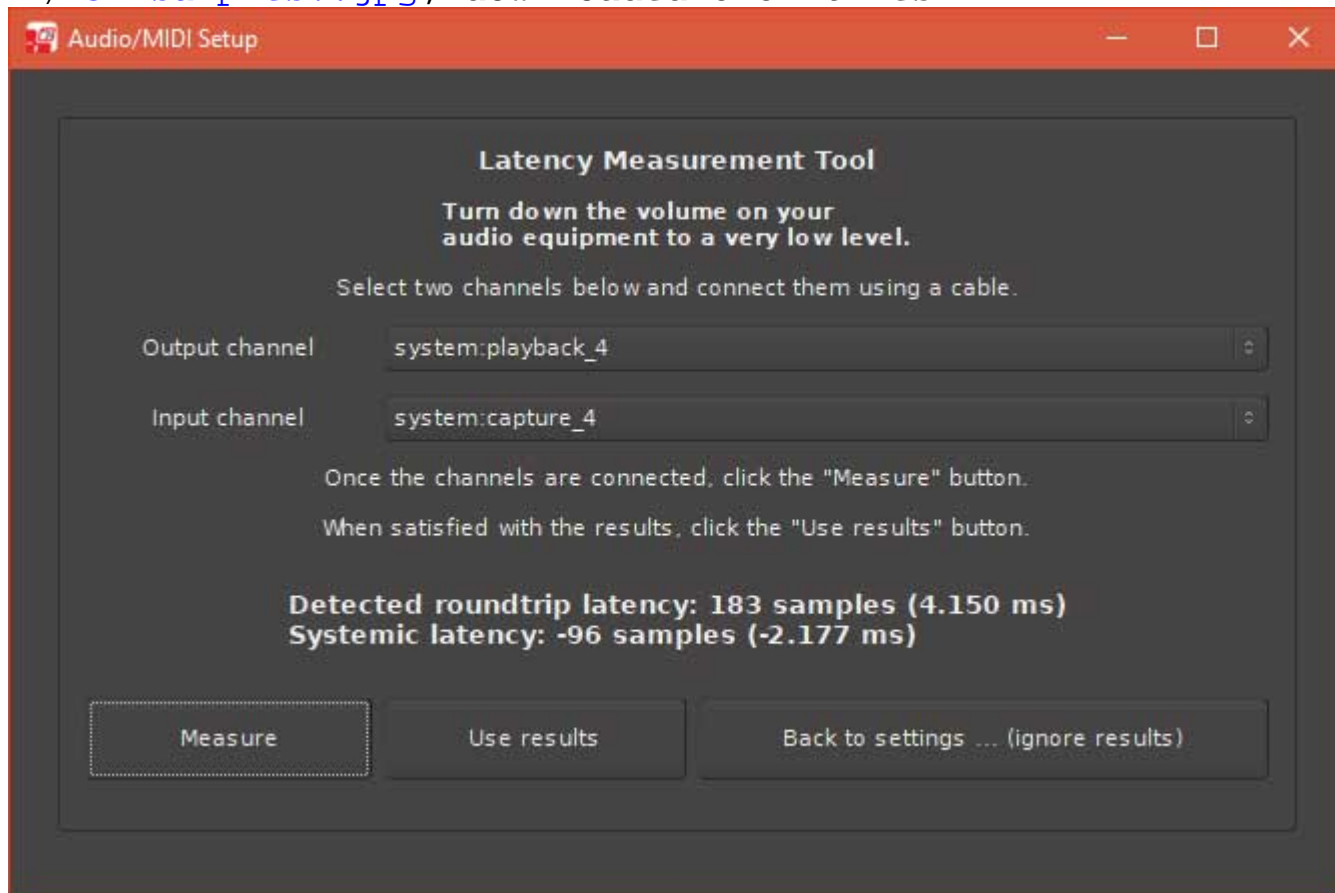 Audio/MIDI Setup
Latency Measurement Tool
Turn down the volume on your
audio equipment to a very low level.
Select two channels below and connect them using a cable.
Output channel system:playback_4
Input channel system:capture_4
Once the channels are connected, click the "Measure" button.
When satisfied with the results, click the "Use results" button.
Detected roundtrip latency: 183 samples (4.150 ms)
Systemic latency: -96 samples (-2.177 ms)
Measure Use results Back to settings ... (ignore results)